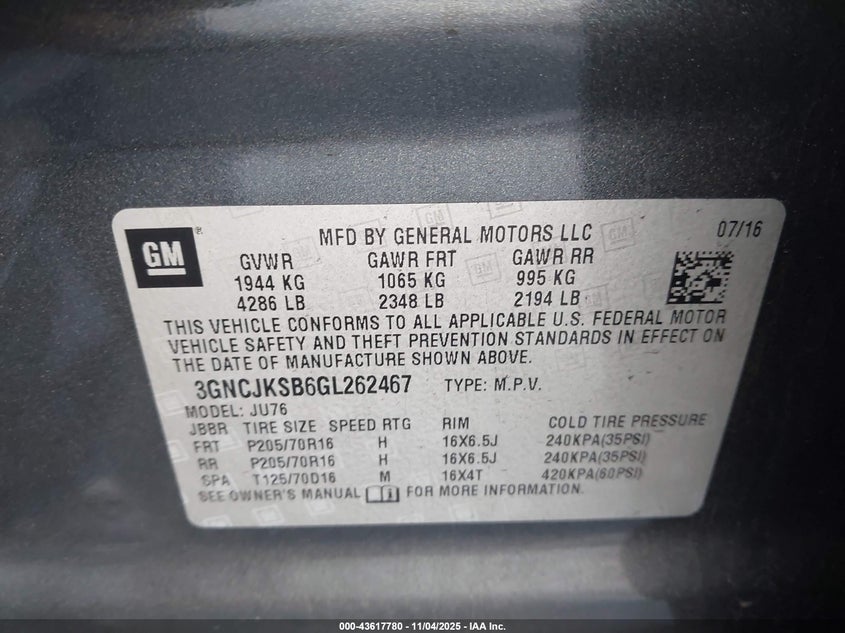 GM
MFD BY GENERAL MOTORS LLC
07/16
GVWR GAWR FRT GAWR RR
1944 KG 1065 KG 995 KG
4286 LB 2348 LB 2194 LB
THIS VEHICLE CONFORMS TO ALL APPLICABLE U.S. FEDERAL MOTOR
VEHICLE SAFETY AND THEFT PREVENTION STANDARDS IN EFFECT ON
THE DATE OF MANUFACTURE SHOWN ABOVE.
3GNCJKSB6GL262467 TYPE: M.P.V.
MODEL: JU76
JBBR TIRE SIZE SPEED RTG RIM COLD TIRE PRESSURE
FRT P205/70R16 H 16X6.5J 240KPA(35PSI)
RR P205/70R16 H 16X6.5J 240KPA(35PSI)
SPA T125/70D16 M 16X4T 420KPA(60PSI)
SEE OWNER'S MANUAL FOR MORE INFORMATION.
000-43617780 - 11/04/2025 - IAA Inc.